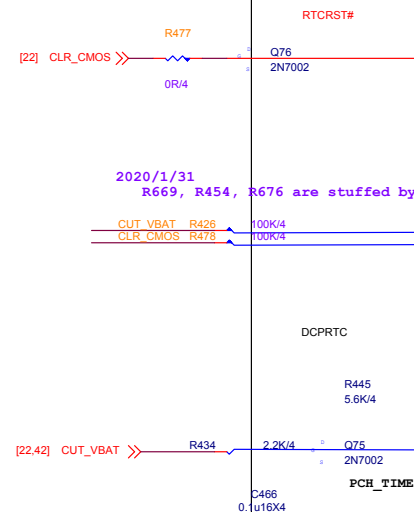 RTCRST#
R477
[22] CLR_CMOS
Q76
2N7002
0R/4
2020/1/31
R669, R454, R676 are stuffed by
CUT_VBAT R426 100K/4
CLR_CMOS R478 100K/4
DCPRTC
R445
5.6K/4
[22,42] CUT_VBAT R434 2.2K/4 Q75
2N7002
PCH_TIME
C466
0.1u16X4